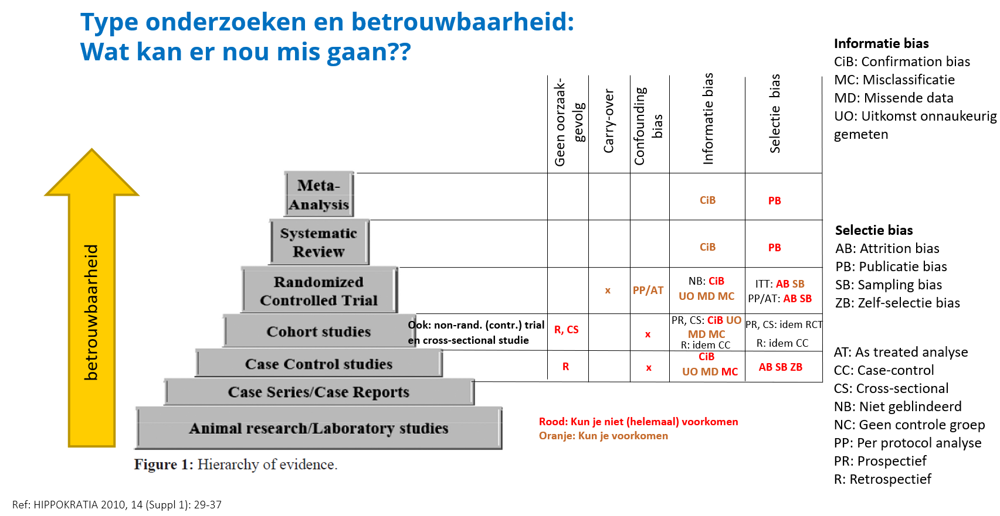 Type onderzoeken en betrouwbaarheid:
Wat kan er nou mis gaan??
Informatie bias
CiB: Confirmation bias
MC: Misclassificatie
MD: Missende data
UO: Uitkomst onnaukeurig
gemeten
Geen oorzaak-
gevolg
Carry-over
Confounding
bias
Informatie bias
Selectie bias
betrouwbaarheid
Meta-
Analysis
CiB
PB
Systematic
Review
CiB
PB
Randomized
Controlled Trial
x
PP/AT
NB: CiB
UO MD MC
ITT: AB SB
PP/AT: AB SB
Cohort studies
Ook: non-rand. (contr.) trial
en cross-sectional studie
R, CS
x
PR, CS: CiB UO
MD MC
R: idem CC
PR, CS: idem RCT
R: idem CC
Case Control studies
R
x
CiB
UO MD MC
AB SB ZB
Case Series/Case Reports
Animal research/Laboratory studies
Rood: Kun je niet (helemaal) voorkomen
Oranje: Kun je voorkomen
Figure 1: Hierarchy of evidence.
Selectie bias
AB: Attrition bias
PB: Publicatie bias
SB: Sampling bias
ZB: Zelf-selectie bias
AT: As treated analyse
CC: Case-control
CS: Cross-sectional
NB: Niet geblindeerd
NC: Geen controle groep
PP: Per protocol analyse
PR: Prospectief
R: Retrospectief
Ref: HIPPOKRATIA 2010, 14 (Suppl 1): 29-37